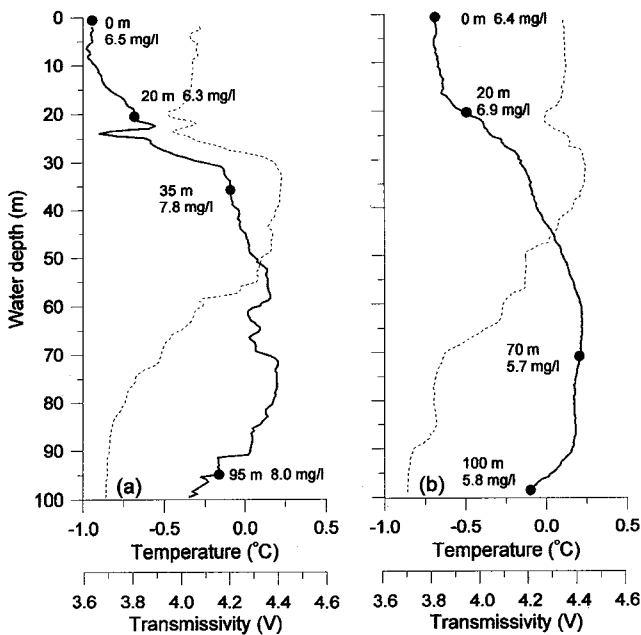 0 m
6.5 mg/l
20 m 6.3 mg/l
35 m
7.8 mg/l
95 m 8.0 mg/l
(a)
0
10
20
30
40
50
60
70
80
90
100
Water depth (m)
-1.0 -0.5 0.0 0.5
Temperature (°C)
3.6 3.8 4.0 4.2 4.4 4.6
Transmissivity (V)
0 m 6.4 mg/l
20 m
6.9 mg/l
70 m
5.7 mg/l
100 m
5.8 mg/l
(b)
-1.0 -0.5 0.0 0.5
Temperature (°C)
3.6 3.8 4.0 4.2 4.4 4.6
Transmissivity (V)